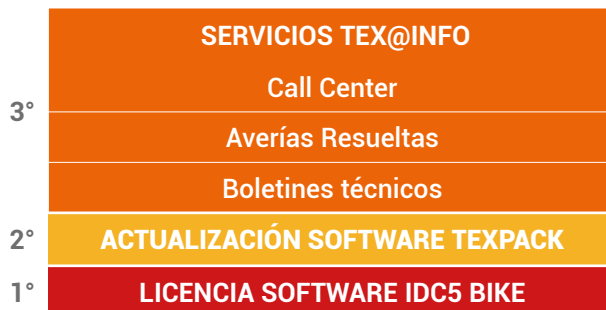 SERVICIOS TEX@INFO
Call Center
3°
Averías Resueltas
Boletines técnicos
2° ACTUALIZACIÓN SOFTWARE TEXPACK
1° LICENCIA SOFTWARE IDC5 BIKE